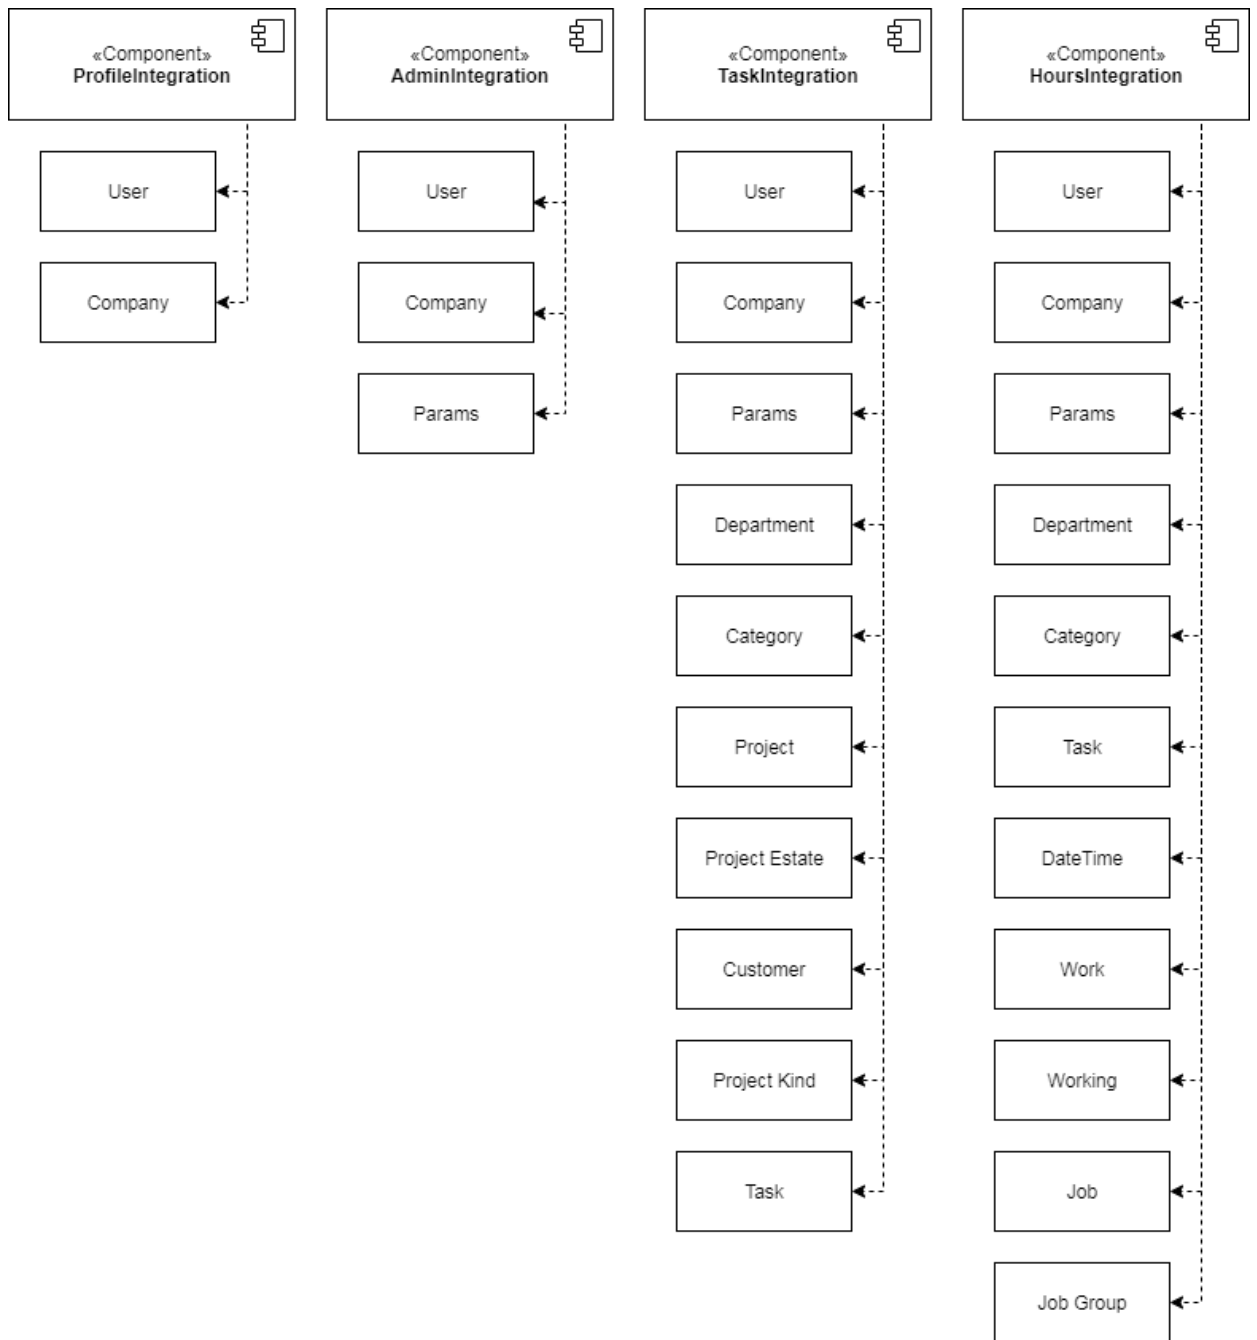 «Component»
ProfileIntegration
User
Company
«Component»
AdminIntegration
User
Company
Params
«Component»
TaskIntegration
User
Company
Params
Department
Category
Project
Project Estate
Customer
Project Kind
Task
«Component»
HoursIntegration
User
Company
Params
Department
Category
Task
DateTime
Work
Working
Job
Job Group